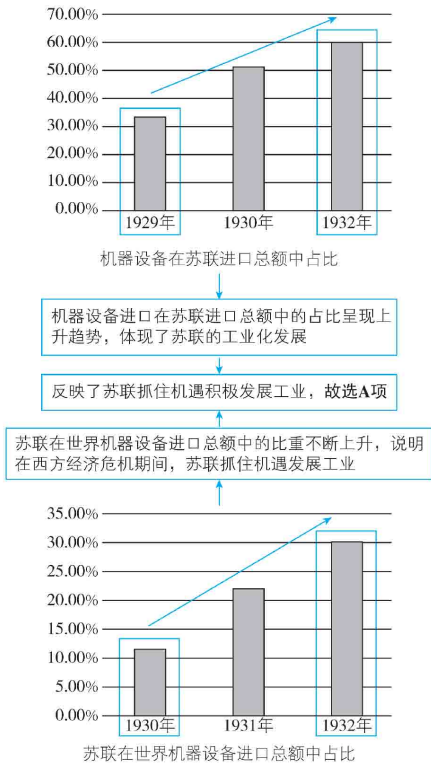 70.00%
60.00%
50.00%
40.00%
30.00%
20.00%
10.00%
0.00%
1929年 1930年 1932年
机器设备在苏联进口总额中占比
机器设备进口在苏联进口总额中的占比呈现上
升趋势，体现了苏联的工业化发展
反映了苏联抓住机遇积极发展工业，故选A项
苏联在世界机器设备进口总额中的比重不断上升，说明
在西方经济危机期间，苏联抓住机遇发展工业
35.00%
30.00%
25.00%
20.00%
15.00%
10.00%
5.00%
0.00%
1930年 1931年 1932年
苏联在世界机器设备进口总额中占比